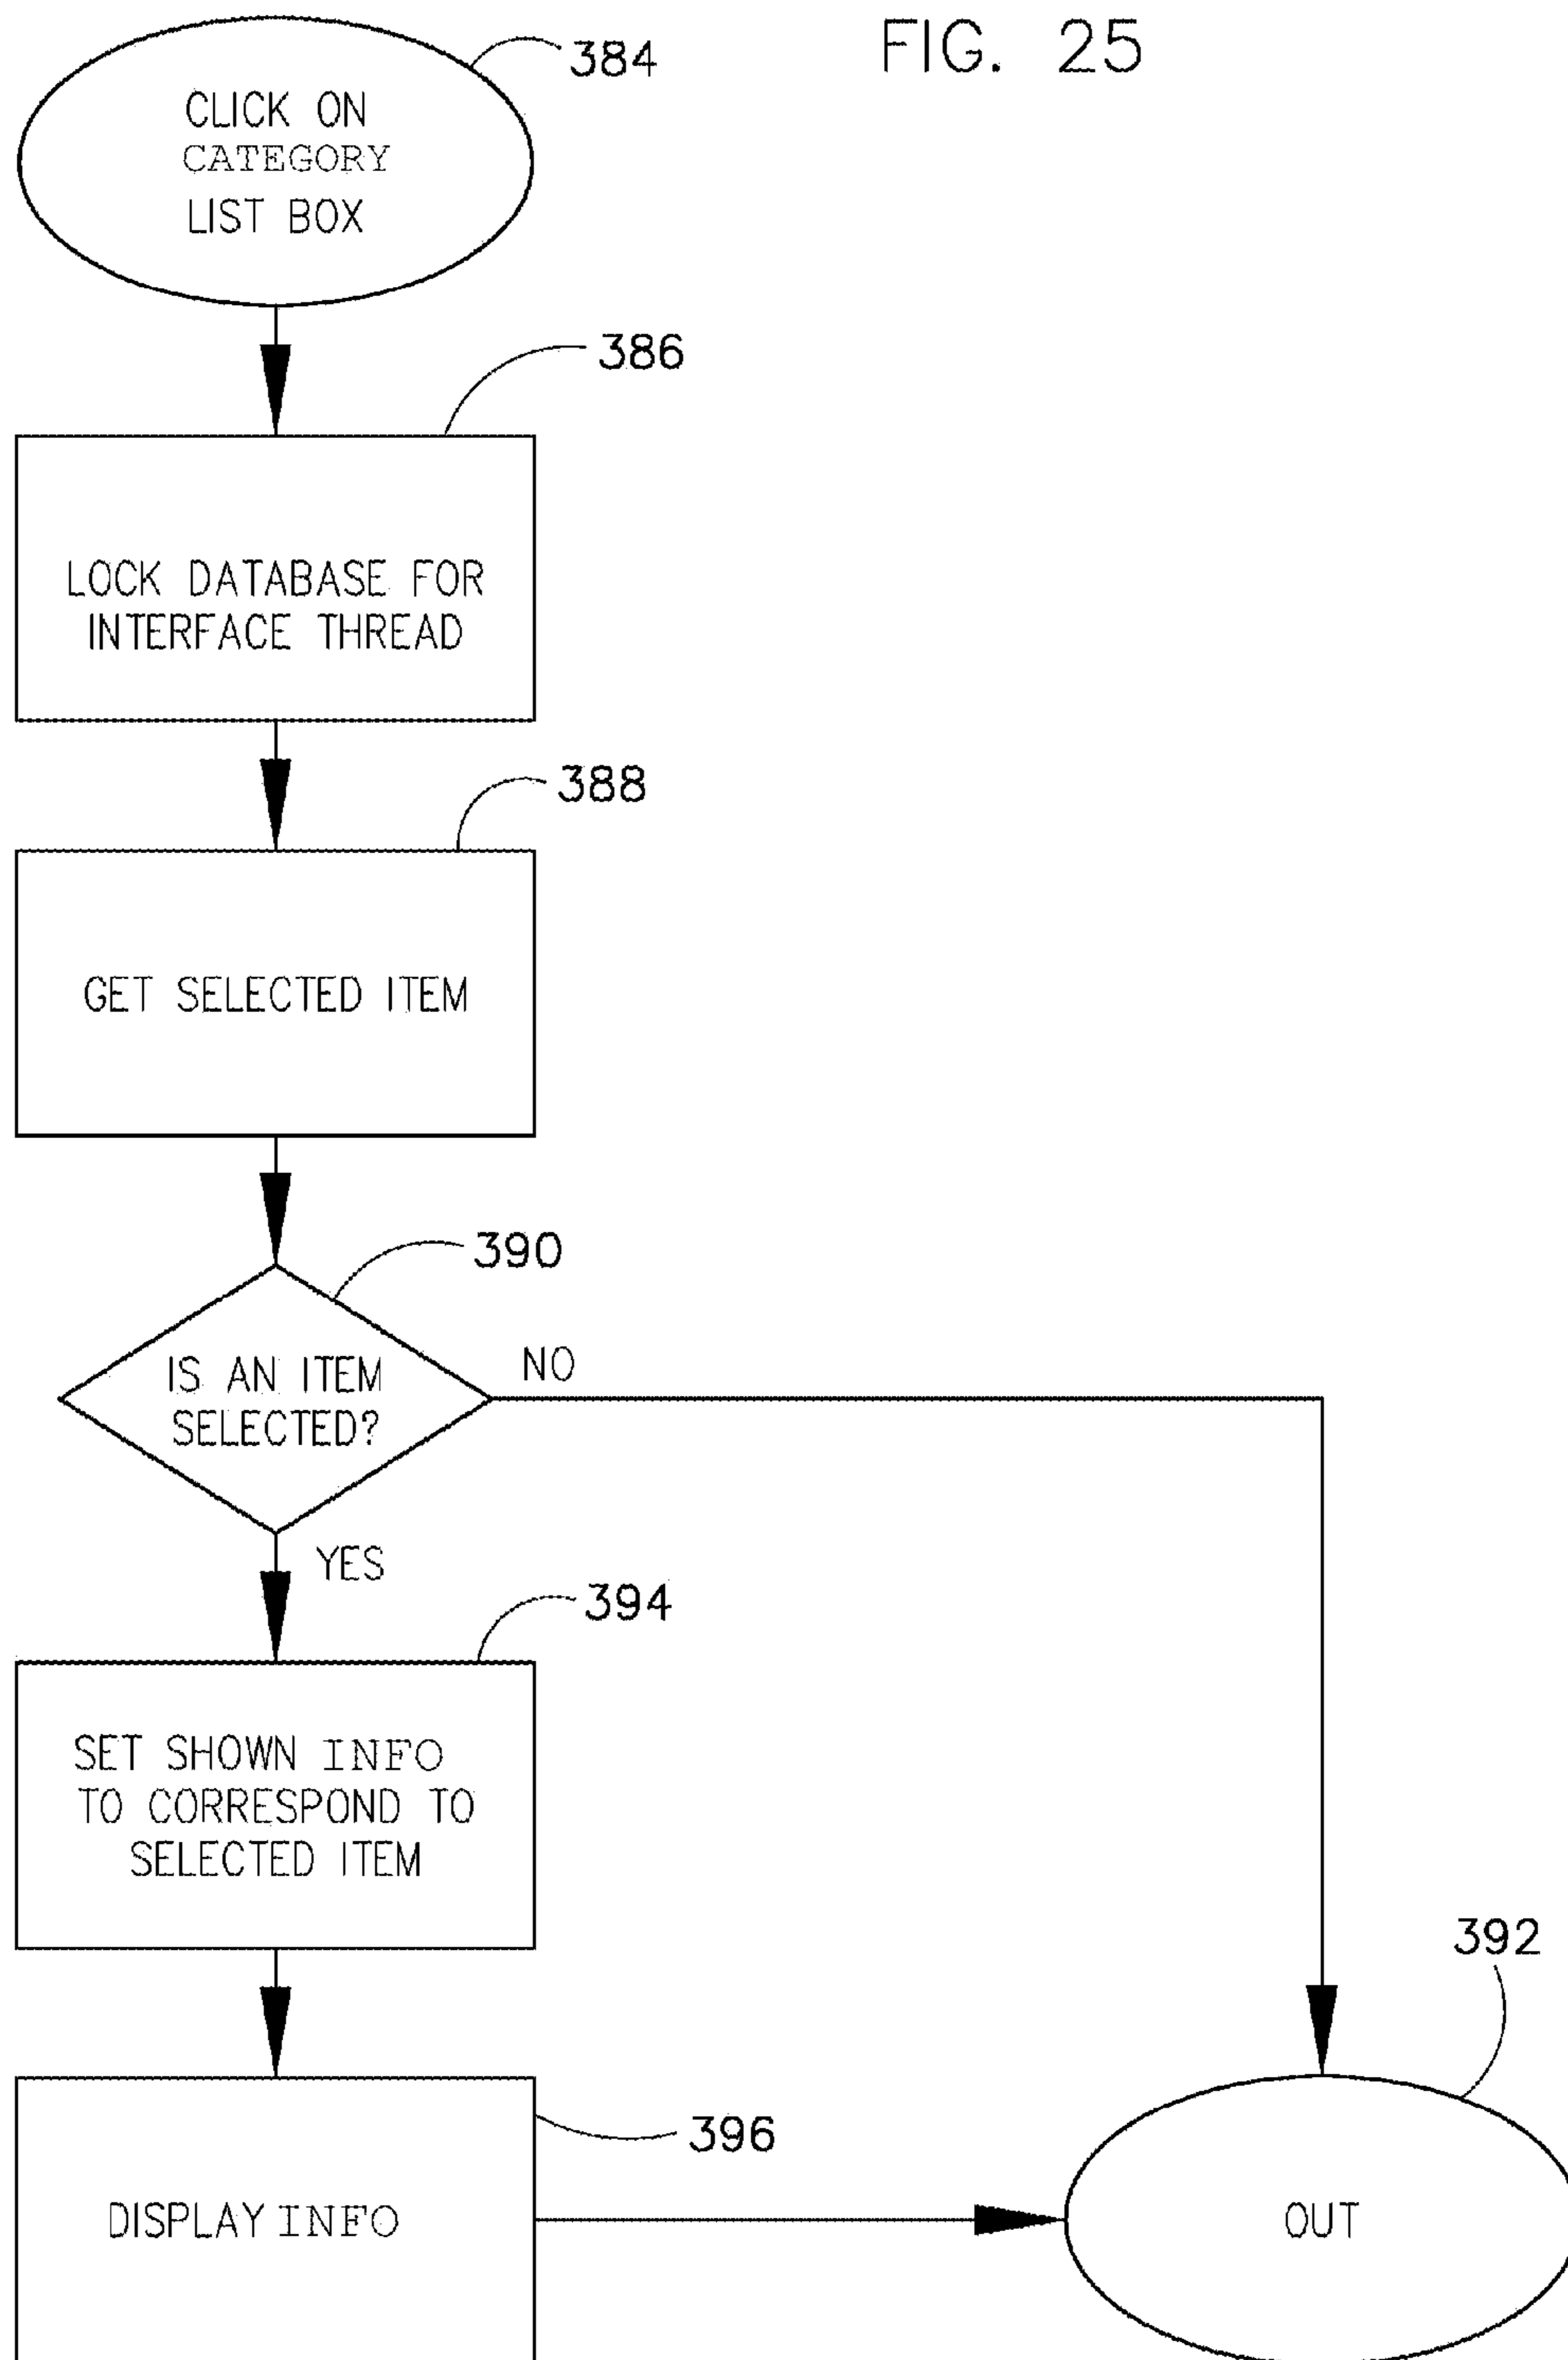 FIG. 25
384
CLICK ON
CATEGORY
LIST BOX
386
LOCK DATABASE FOR
INTERFACE THREAD
388
GET SELECTED ITEM
390
IS AN ITEM
SELECTED?
NO
YES
394
SET SHOWN INFO
TO CORRESPOND TO
SELECTED ITEM
392
396
DISPLAY INFO
OUT